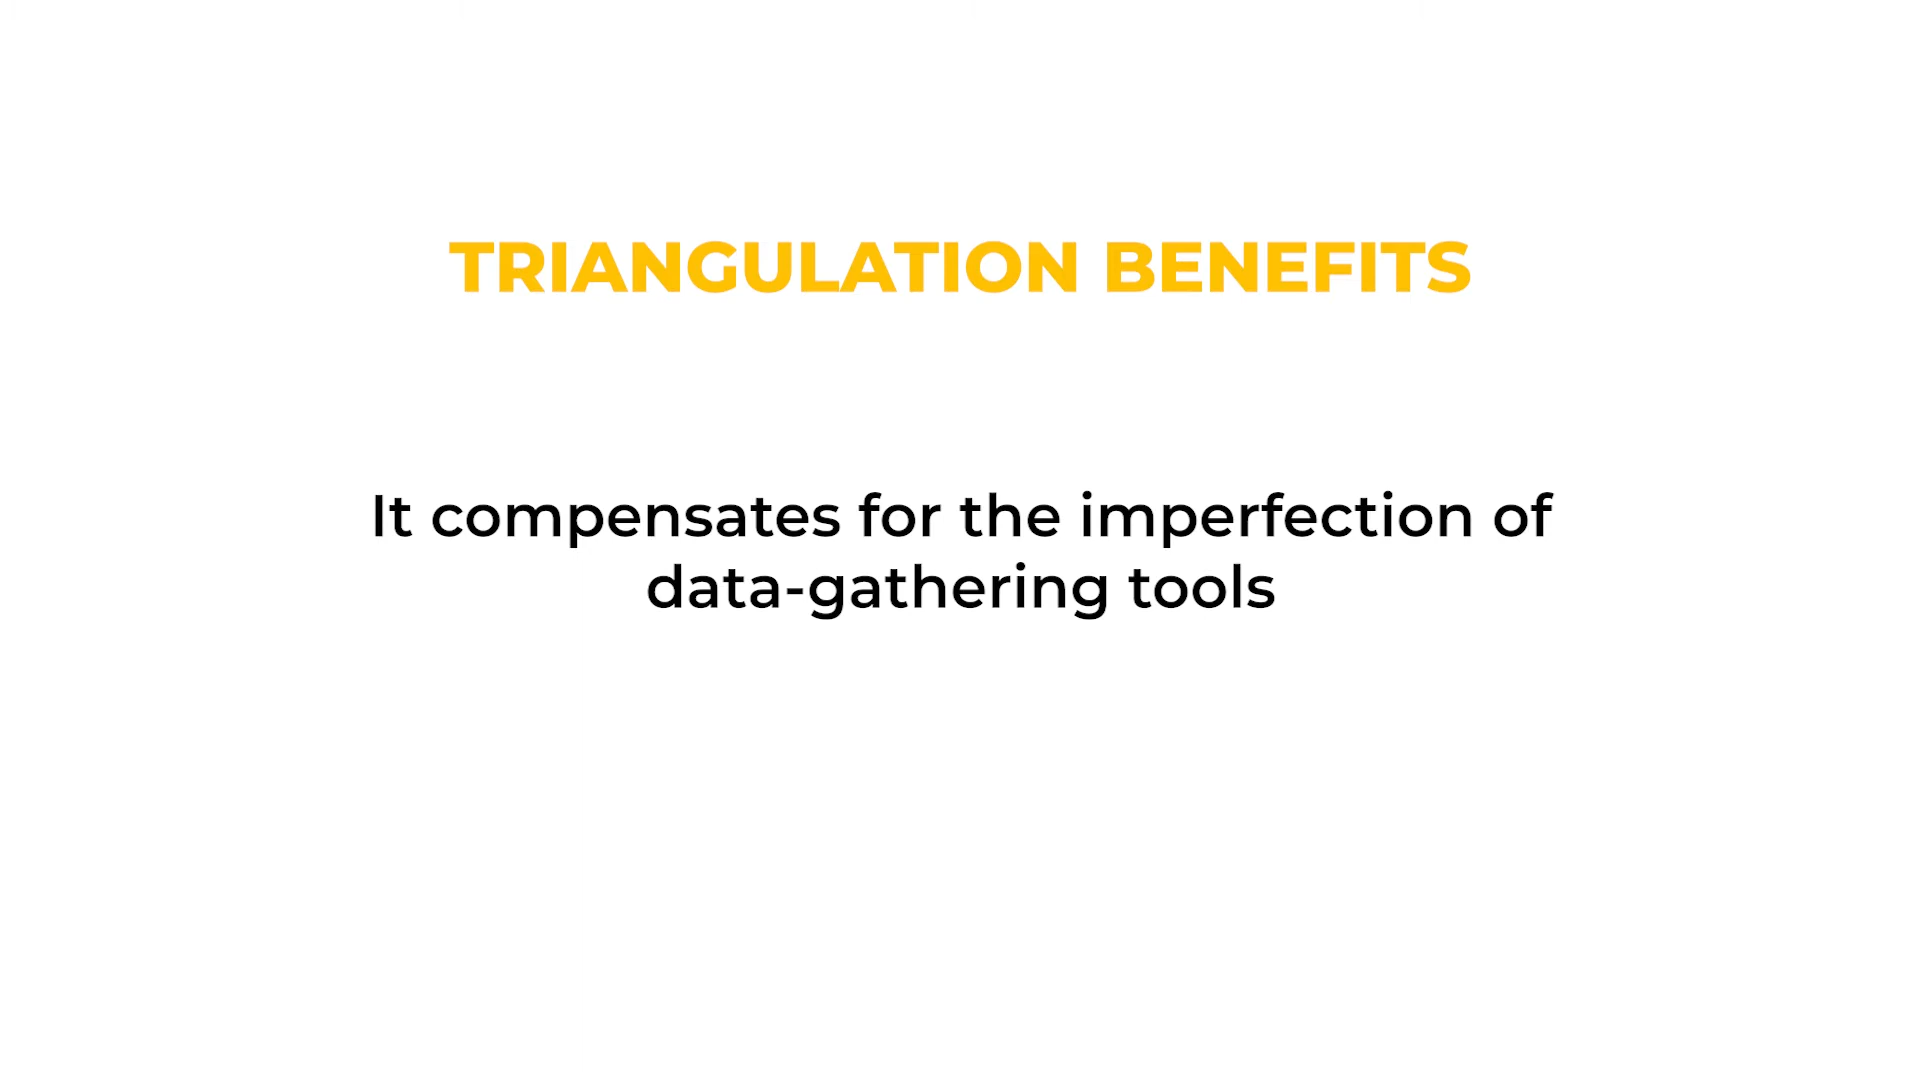 TRIANGULATION BENEFITS
It compensates for the imperfection of
data-gathering tools